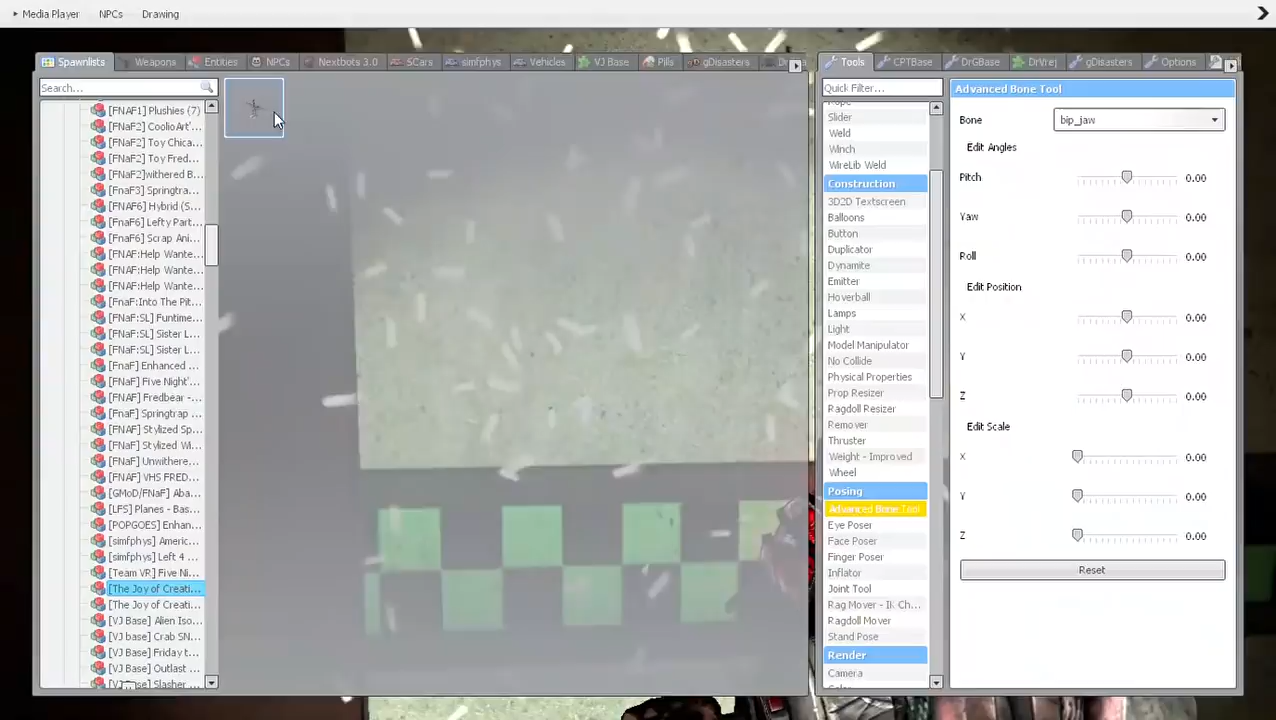 Media Player NPCs Drawing
Spawnlists Weapons Entities NPCs Nextbots 3.0 SCars simfphys Vehicles VJ Base Pills gDisasters
Search...
[FNAF1] Plushies (7)
[FNaF2] CoolioArt'...
[FNaF2] Toy Chica...
[FNaF2] Toy Fred...
[FNaF2]withered B...
[FnaF3] Springtra...
[FNAF6] Hybrid (S...
[FnaF6] Lefty Part...
[FnaF6] Scrap Ani...
[FNAF:Help Wante...
[FNAF:Help Wante...
[FNAF:Help Wante...
[FnaF:Into The Pit...
[FNaF:SL] Funtime...
[FNaF:SL] Sister L...
[FNaF:SL] Sister L...
[FnaF] Enhanced ...
[FNAF] Five Night'...
[FNAF] Fredbear -...
[FnaF] Springtrap ...
[FNAF] Stylized Sp...
[FNAF] Stylized Wi...
[FNaF] Unwithere...
[FNAF] VHS FRED...
[GMoD/FNaF] Aba...
[LFS] Planes - Bas...
[POPGOES] Enhan...
[simfphys] Americ...
[simfphys] Left 4 ...
[Team VR] Five Ni...
[The Joy of Creati...
[The Joy of Creati...
[VJ Base] Alien Iso...
[VJ Base] Crab SN...
[VJ Base] Friday t...
[VJ Base] Outlast ...
[VJ Base] Slasher ...
Tools CPTBase DrGBase DrVrej gDisasters Options
Quick Filter...
Rope
Slider
Weld
Winch
WireLib Weld
Construction
3D2D Textscreen
Balloons
Button
Duplicator
Dynamite
Emitter
Hoverball
Lamps
Light
Model Manipulator
No Collide
Physical Properties
Prop Resizer
Ragdoll Resizer
Remover
Thruster
Weight - Improved
Wheel
Posing
Advanced Bone Tool
Eye Poser
Face Poser
Finger Poser
Inflator
Joint Tool
Rag Mover - IK Ch...
Ragdoll Mover
Stand Pose
Render
Camera
Color
Advanced Bone Tool
Bone bip_jaw
Edit Angles
Pitch 0.00
Yaw 0.00
Roll 0.00
Edit Position
X 0.00
Y 0.00
Z 0.00
Edit Scale
X 0.00
Y 0.00
Z 0.00
Reset